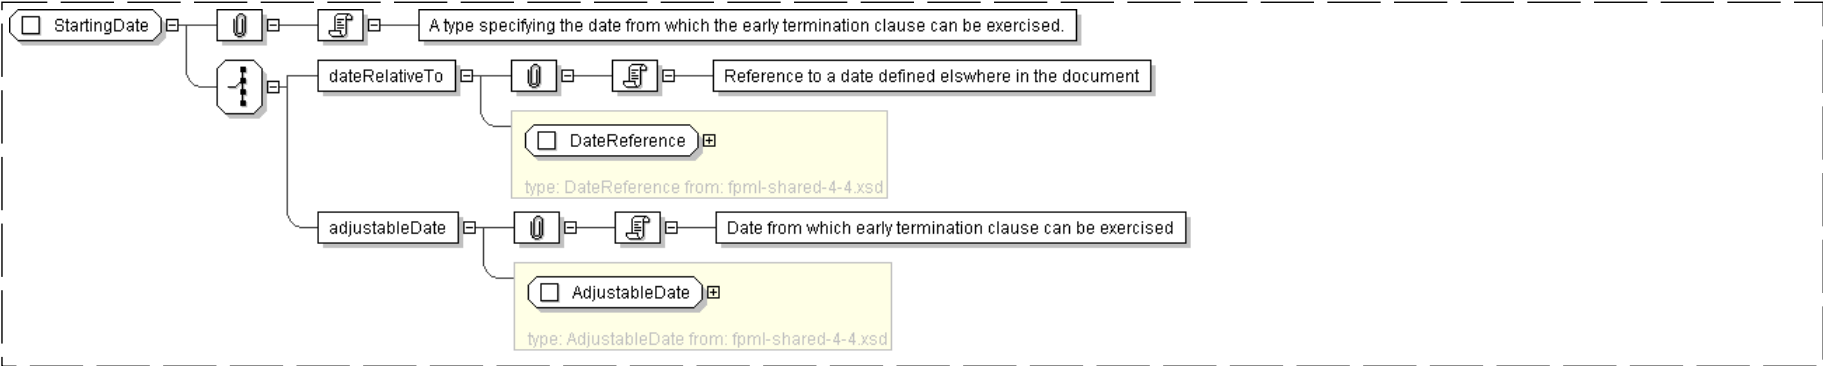 StartingDate
A type specifying the date from which the early termination clause can be exercised.
dateRelativeTo
Reference to a date defined elswhere in the document
DateReference
type: DateReference from: fpml-shared-4-4.xsd
adjustableDate
Date from which early termination clause can be exercised
AdjustableDate
type: AdjustableDate from: fpml-shared-4-4.xsd